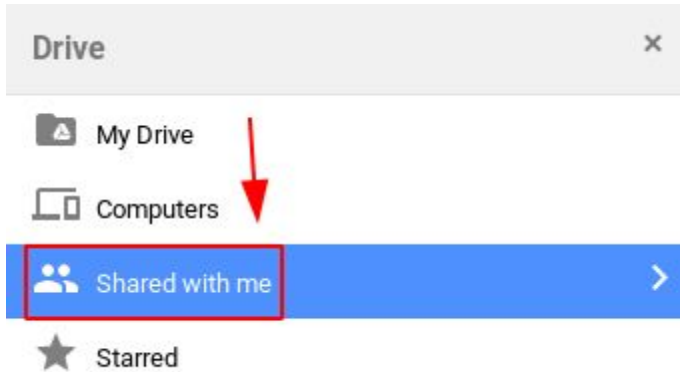 Drive
My Drive
Computers
Shared with me
Starred